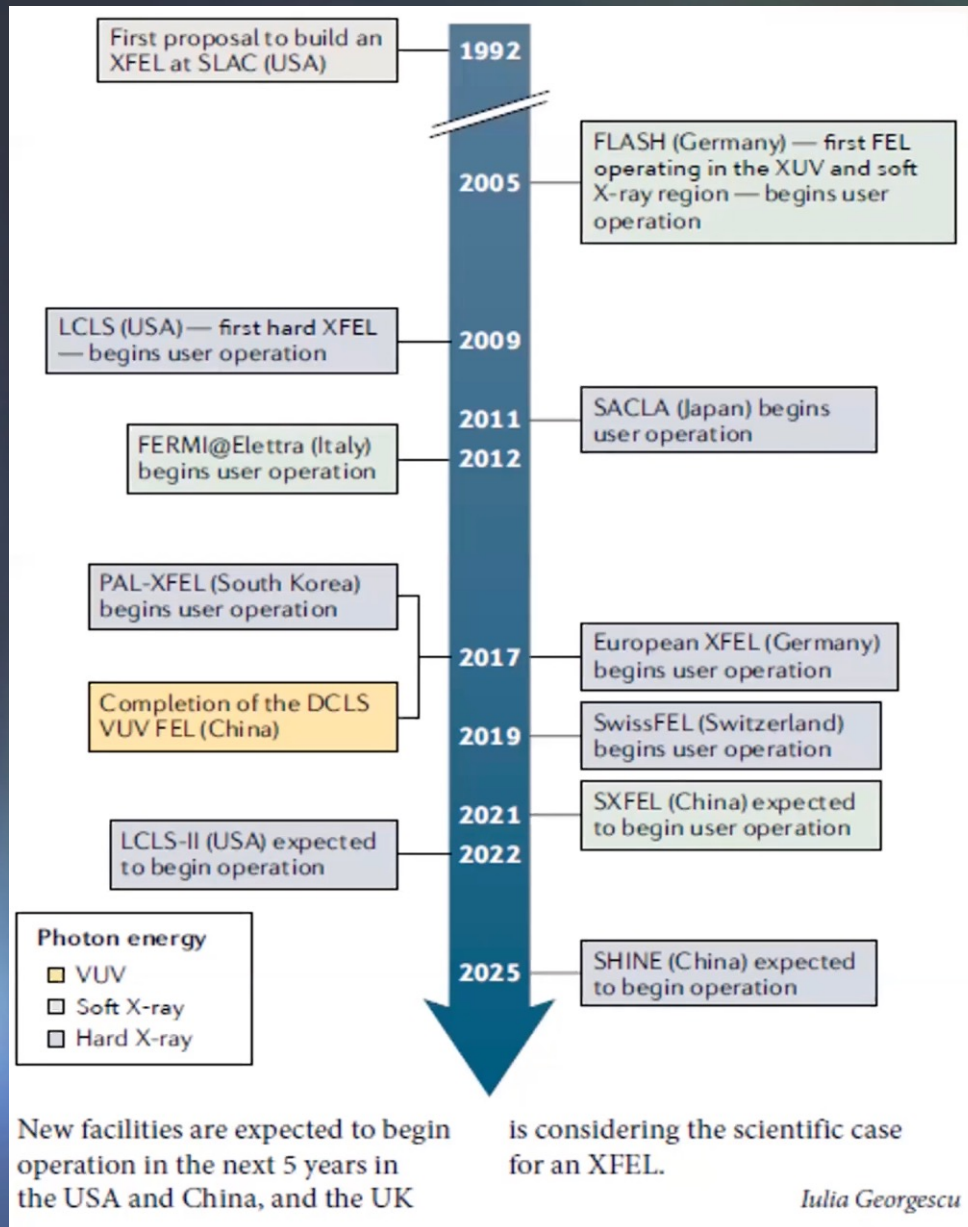 First proposal to build an
XFEL at SLAC (USA)
1992
FLASH (Germany) — first FEL
operating in the XUV and soft
X-ray region — begins user
operation
2005
LCLS (USA) — first hard XFEL
— begins user operation
2009
2011
SACLA (Japan) begins
user operation
FERMI@Elettra (Italy)
begins user operation
2012
PAL-XFEL (South Korea)
begins user operation
2017
European XFEL (Germany)
begins user operation
Completion of the DCLS
VUV FEL (China)
2019
SwissFEL (Switzerland)
begins user operation
2021
SXFEL (China) expected
to begin user operation
LCLS-II (USA) expected
to begin operation
2022
Photon energy
VUV
Soft X-ray
Hard X-ray
2025
SHINE (China) expected
to begin operation
New facilities are expected to begin
operation in the next 5 years in
the USA and China, and the UK
is considering the scientific case
for an XFEL.
Iulia Georgescu